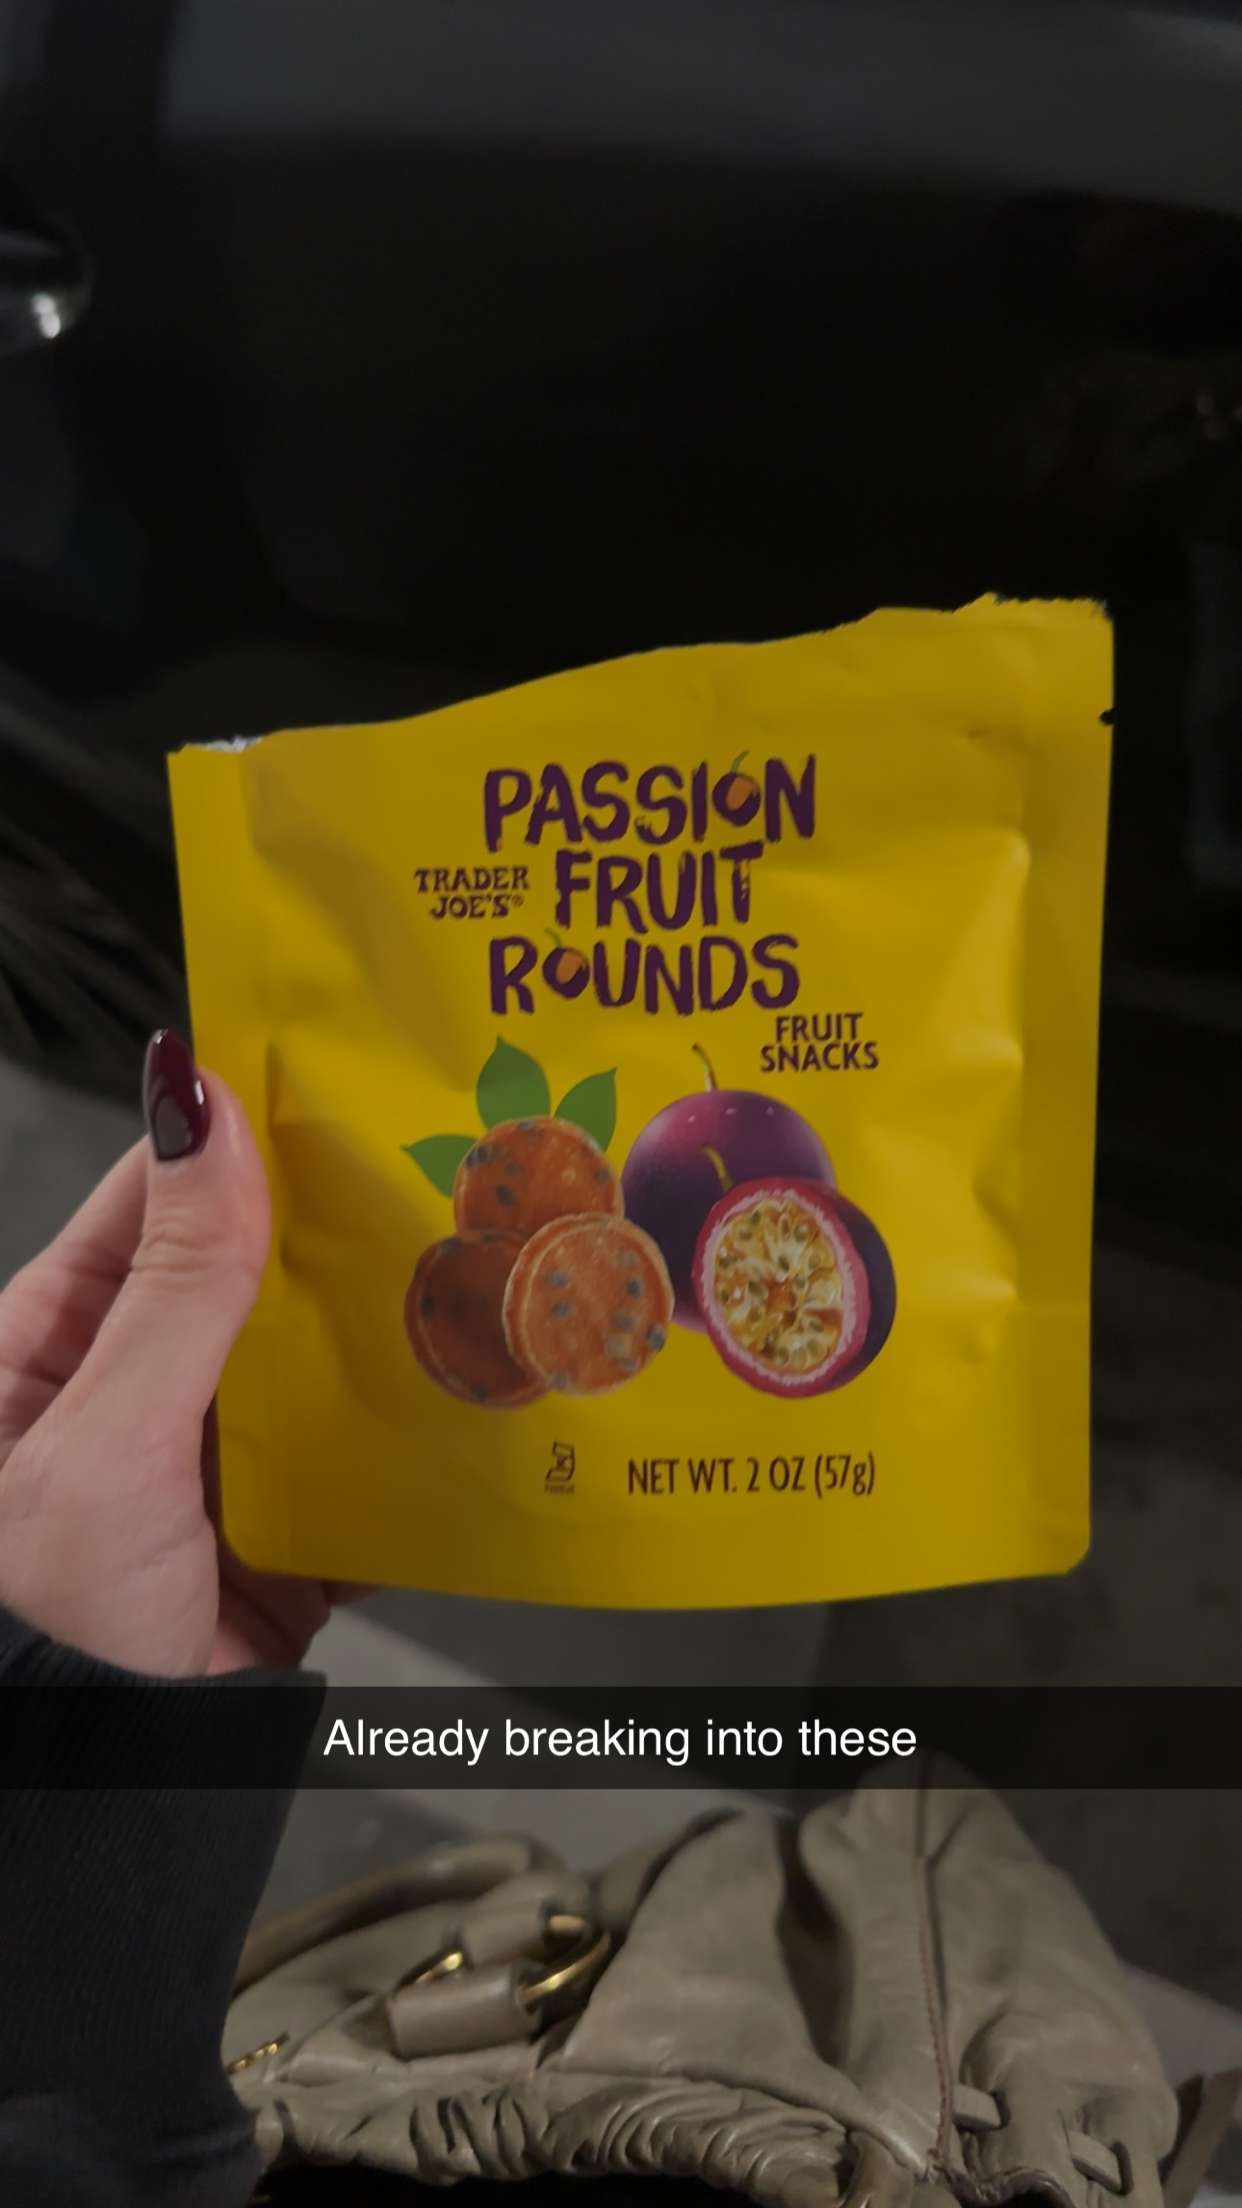 PASSION
TRADER
JOE'S®
FRUIT
ROUNDS
FRUIT
SNACKS
NET WT. 2 OZ (57g)
Already breaking into these